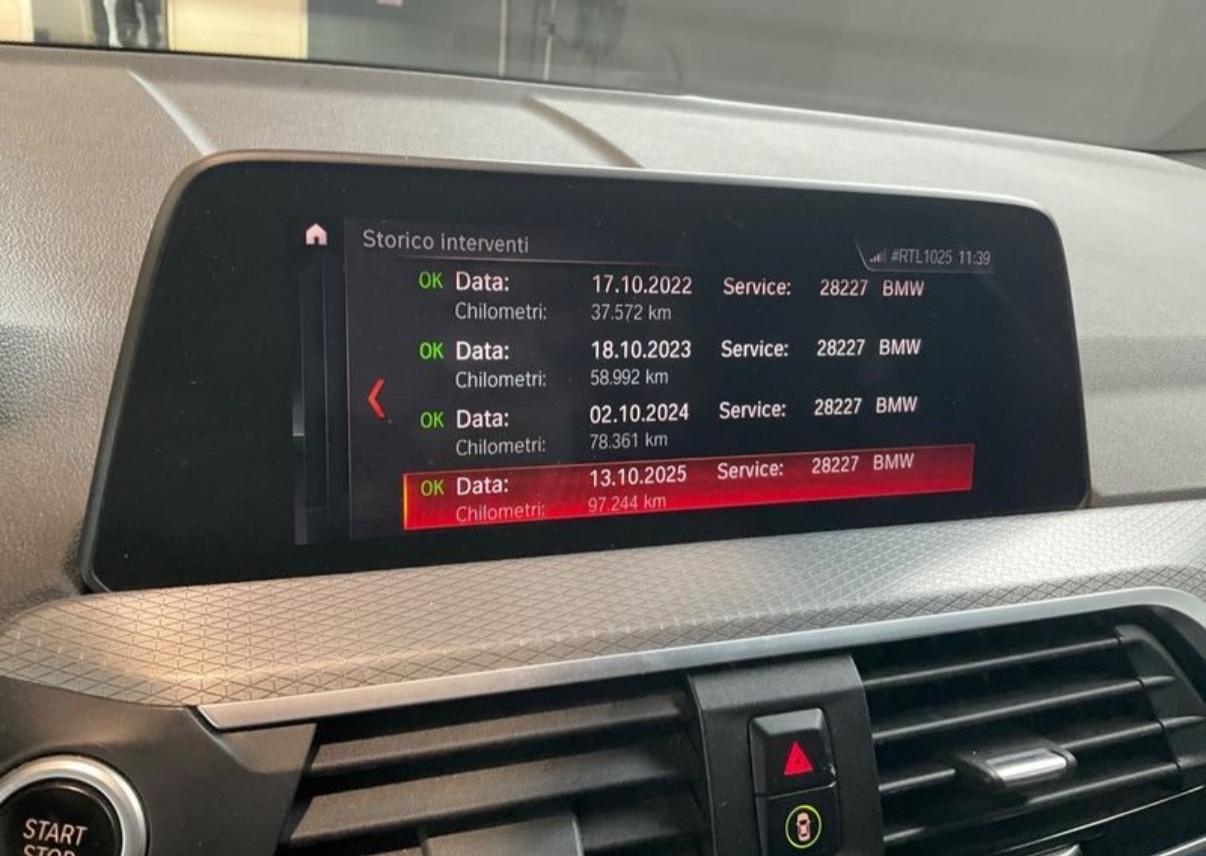 Storico interventi
#RTL1025 11:39
OK Data: 17.10.2022 Service: 28227 BMW
Chilometri: 37.572 km
OK Data: 18.10.2023 Service: 28227 BMW
Chilometri: 58.992 km
OK Data: 02.10.2024 Service: 28227 BMW
Chilometri: 78.361 km
OK Data: 13.10.2025 Service: 28227 BMW
Chilometri: 97.244 km
START
STOP